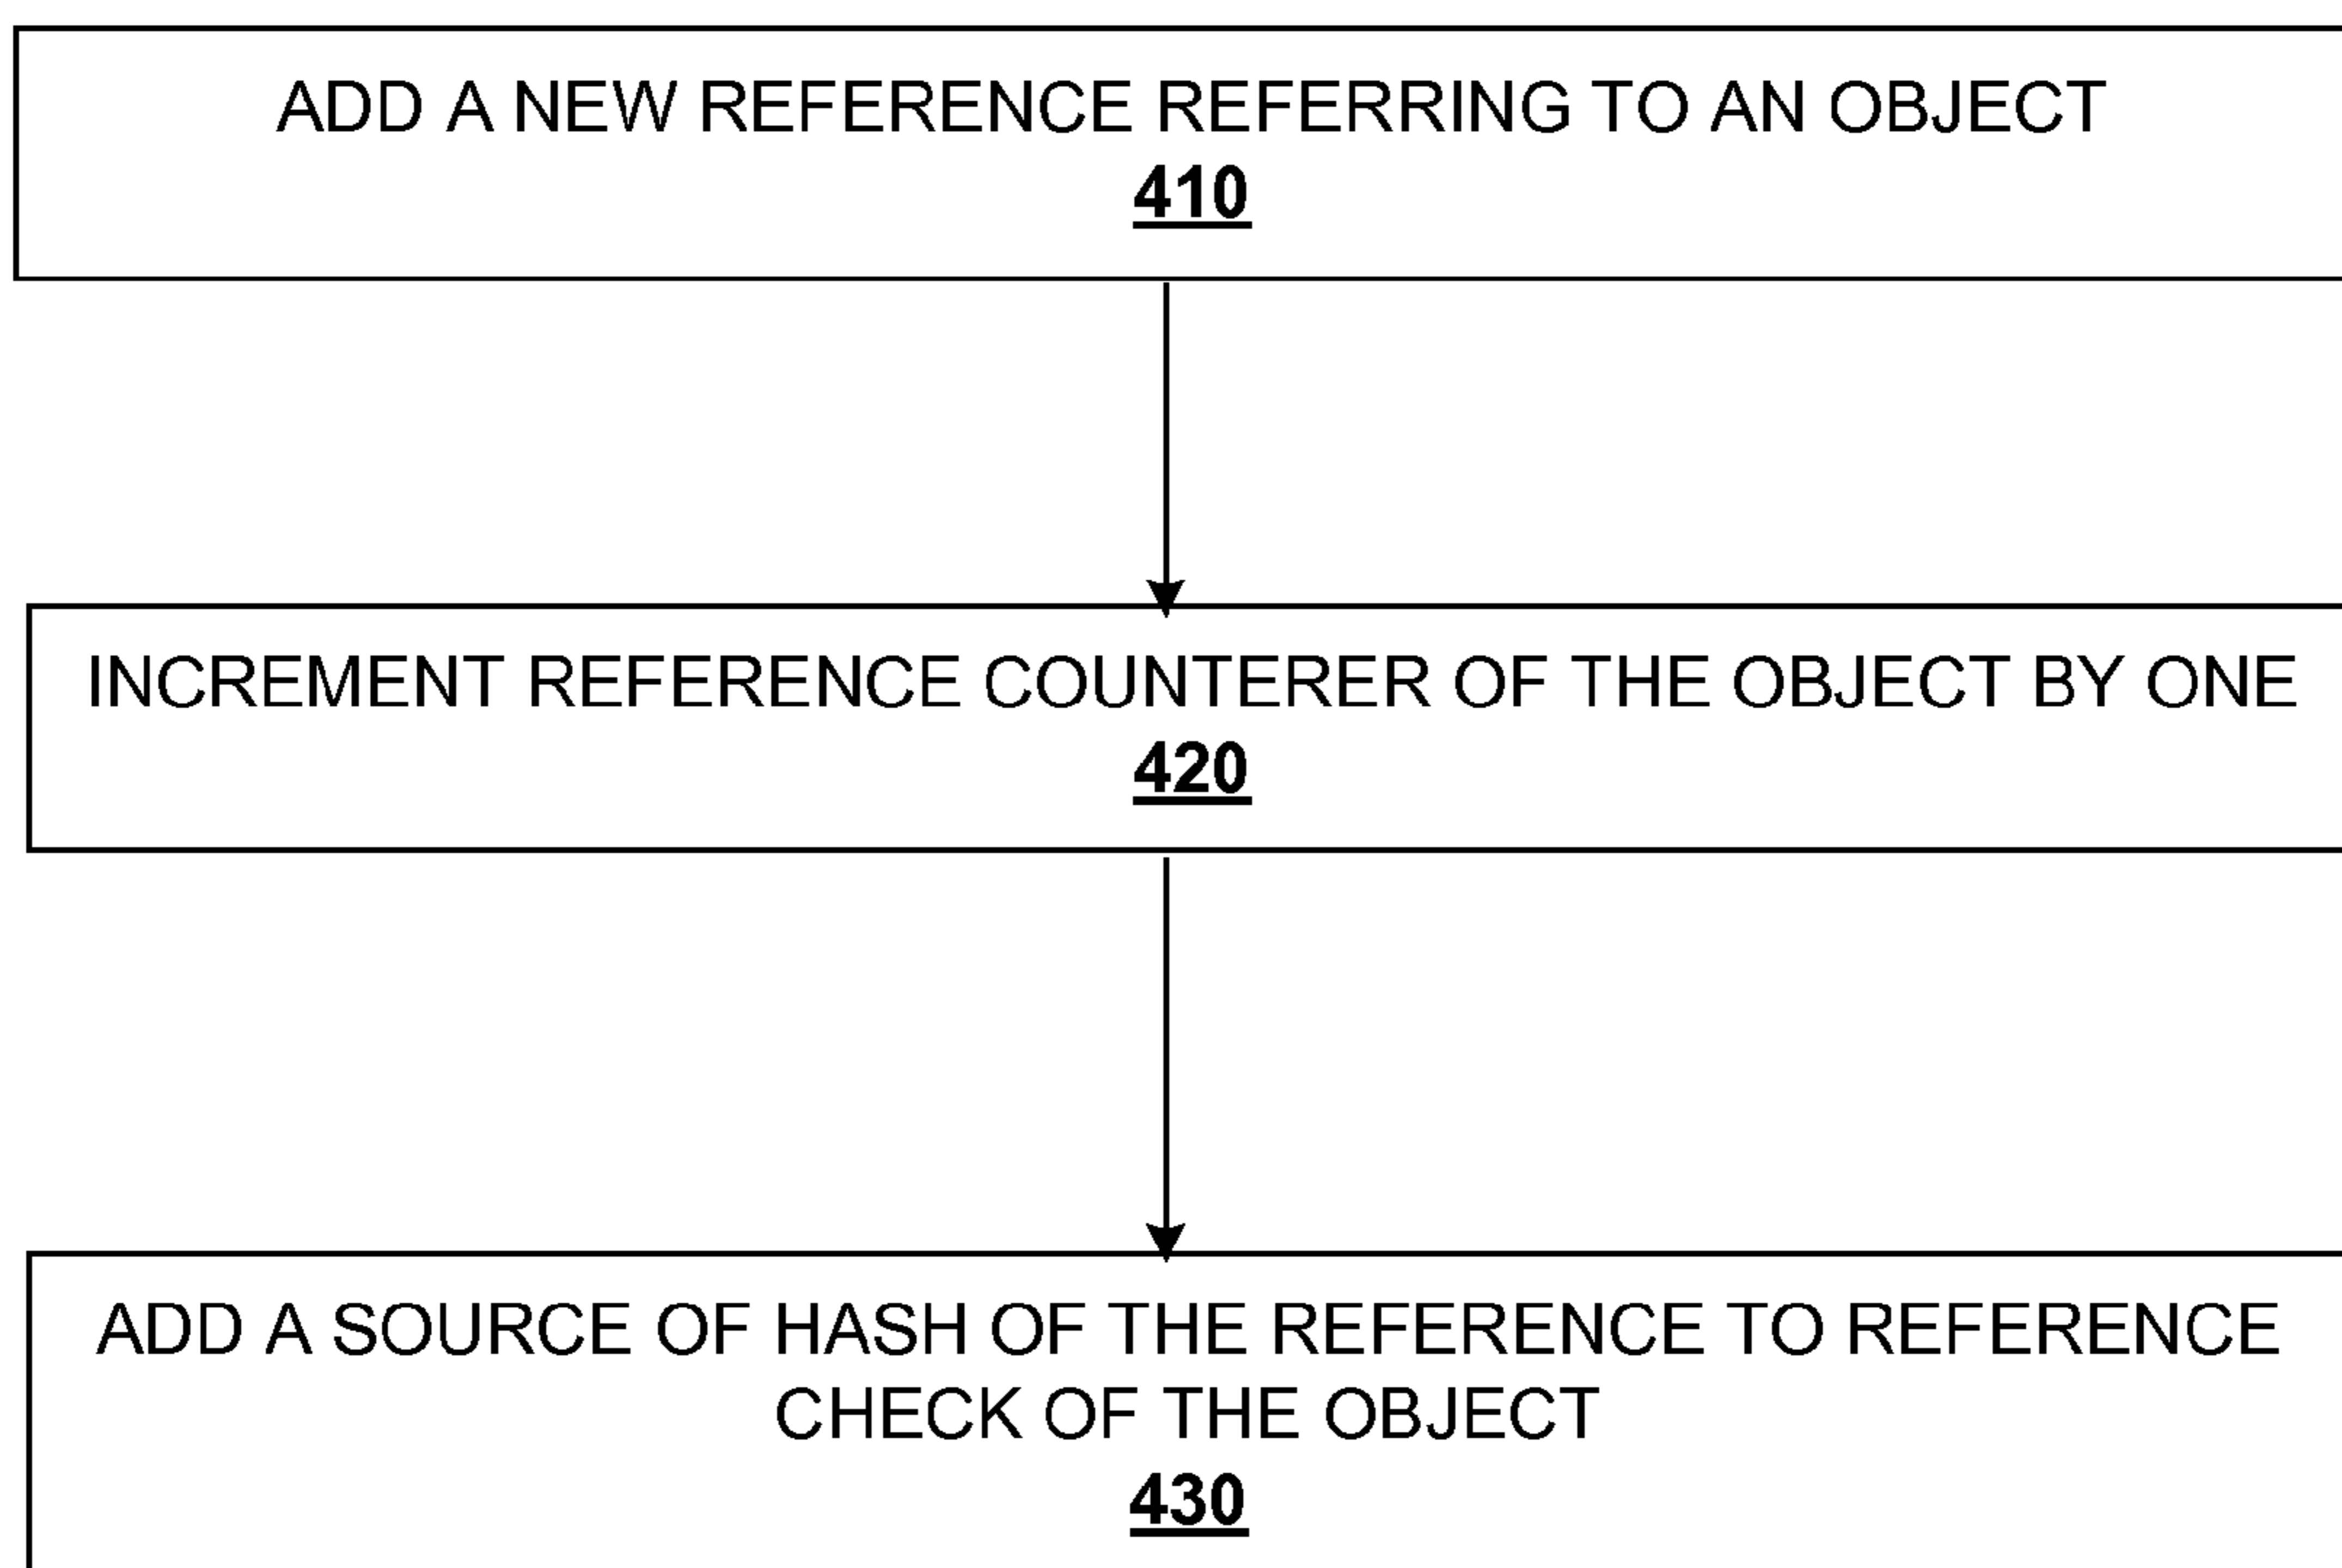 ADD A NEW REFERENCE REFERRING TO AN OBJECT
410
INCREMENT REFERENCE COUNTERER OF THE OBJECT BY ONE
420
ADD A SOURCE OF HASH OF THE REFERENCE TO REFERENCE
CHECK OF THE OBJECT
430